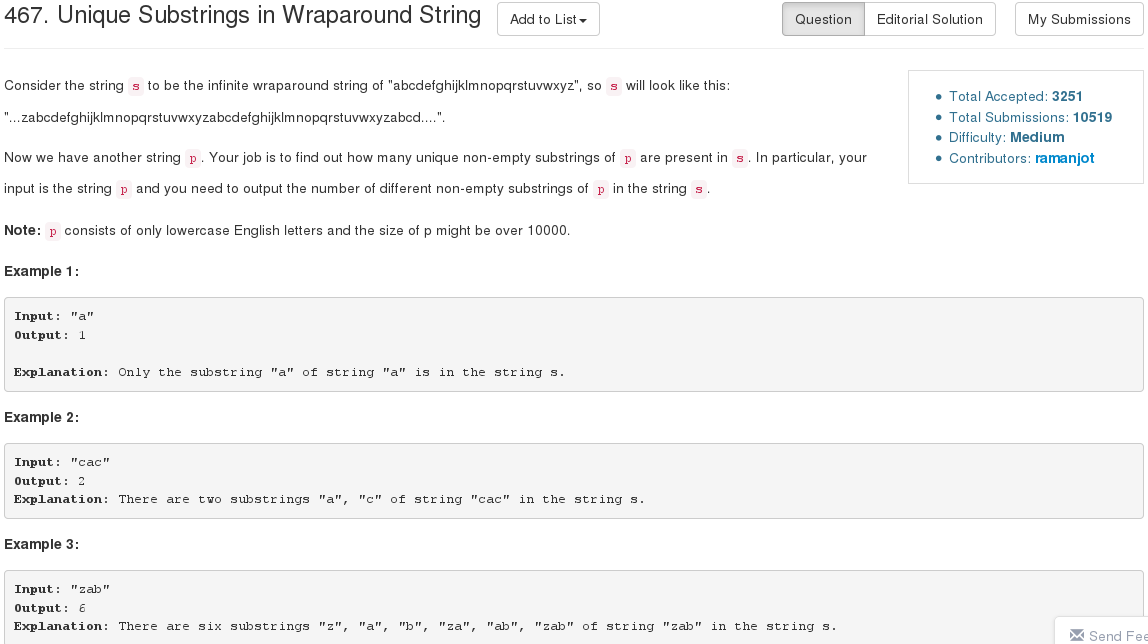 467. Unique Substrings in Wraparound String
Add to List
Question
Editorial Solution
My Submissions
Consider the string s to be the infinite wraparound string of "abcdefghijklmnopqrstuvwxyz", so s will look like this:
"...zabcdefghijklmnopqrstuvwxyzabcdefghijklmnopqrstuvwxyzabcd....".
Now we have another string p. Your job is to find out how many unique non-empty substrings of p are present in s. In particular, your
input is the string p and you need to output the number of different non-empty substrings of p in the string s.
Total Accepted: 3251
Total Submissions: 10519
Difficulty: Medium
Contributors: ramanjot
Note: p consists of only lowercase English letters and the size of p might be over 10000.
Example 1:
Input: "a"
Output: 1
Explanation: Only the substring "a" of string "a" is in the string s.
Example 2:
Input: "cac"
Output: 2
Explanation: There are two substrings "a", "c" of string "cac" in the string s.
Example 3:
Input: "zab"
Output: 6
Explanation: There are six substrings "z", "a", "b", "za", "ab", "zab" of string "zab" in the string s.
Send Fee